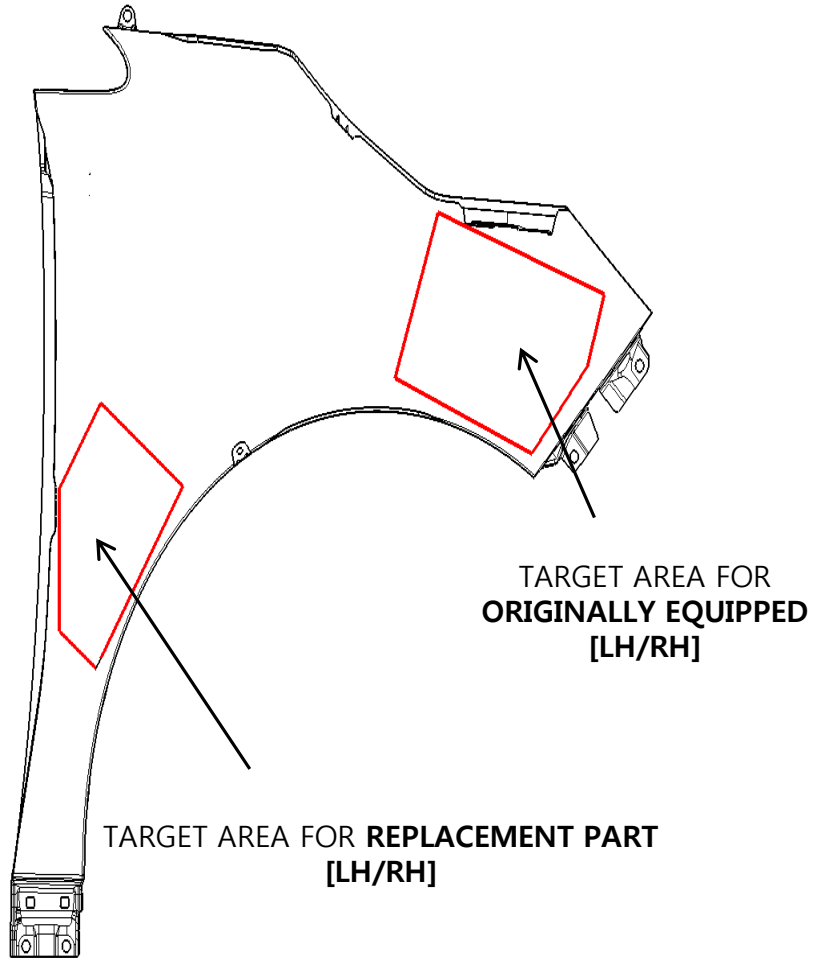 TARGET AREA FOR
ORIGINALLY EQUIPPED
[LH/RH]
TARGET AREA FOR REPLACEMENT PART
[LH/RH]